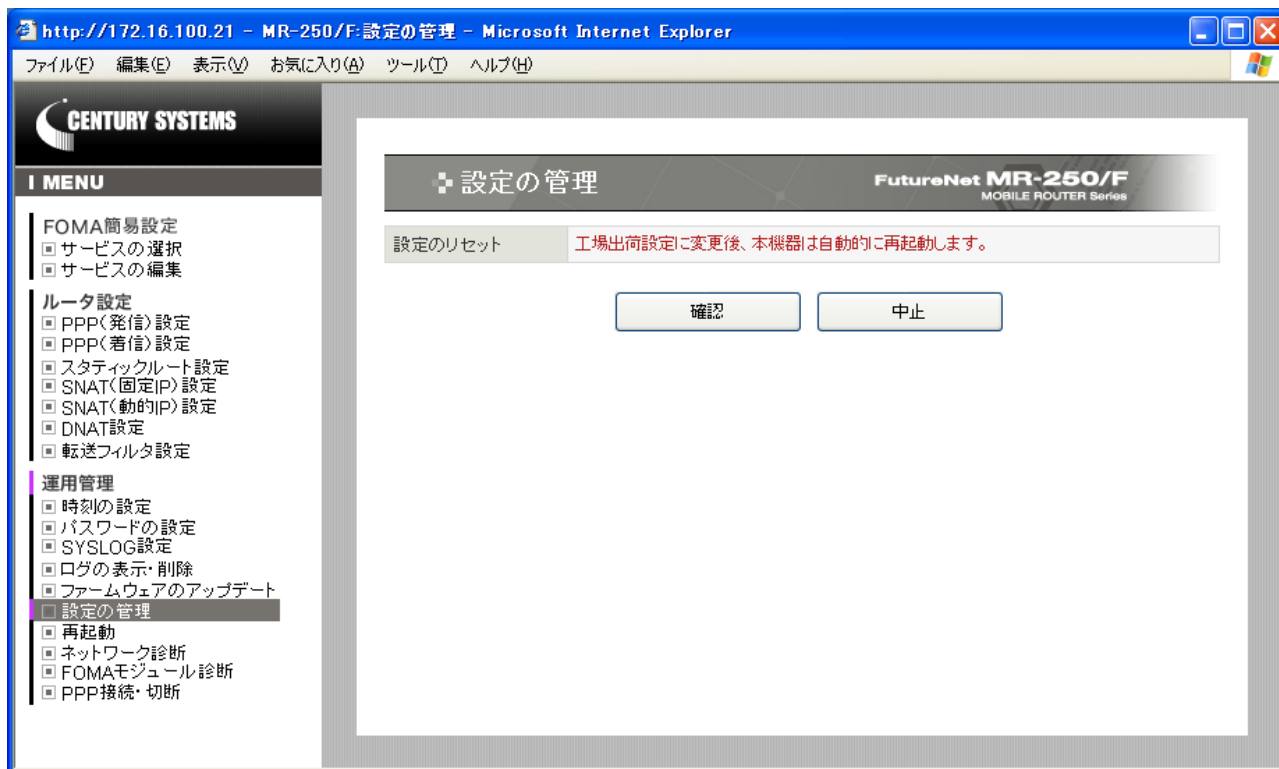 http://172.16.100.21 - MR-250/F:設定の管理 - Microsoft Internet Explorer
ファイル(F) 編集(E) 表示(V) お気に入り(A) ツール(T) ヘルプ(H)
CENTURY SYSTEMS
MENU
FOMA簡易設定
サービスの選択
サービスの編集
ルータ設定
PPP(発信)設定
PPP(着信)設定
スタティックルート設定
SNAT(固定IP)設定
SNAT(動的IP)設定
DNAT設定
転送フィルタ設定
運用管理
時刻の設定
パスワードの設定
SYSLOG設定
ログの表示・削除
ファームウェアのアップデート
設定の管理
再起動
ネットワーク診断
FOMAモジュール診断
PPP接続・切断
設定の管理
FutureNet MR-250/F
MOBILE ROUTER Series
設定のリセット 工場出荷設定に変更後、本機器は自動的に再起動します。
確認 中止